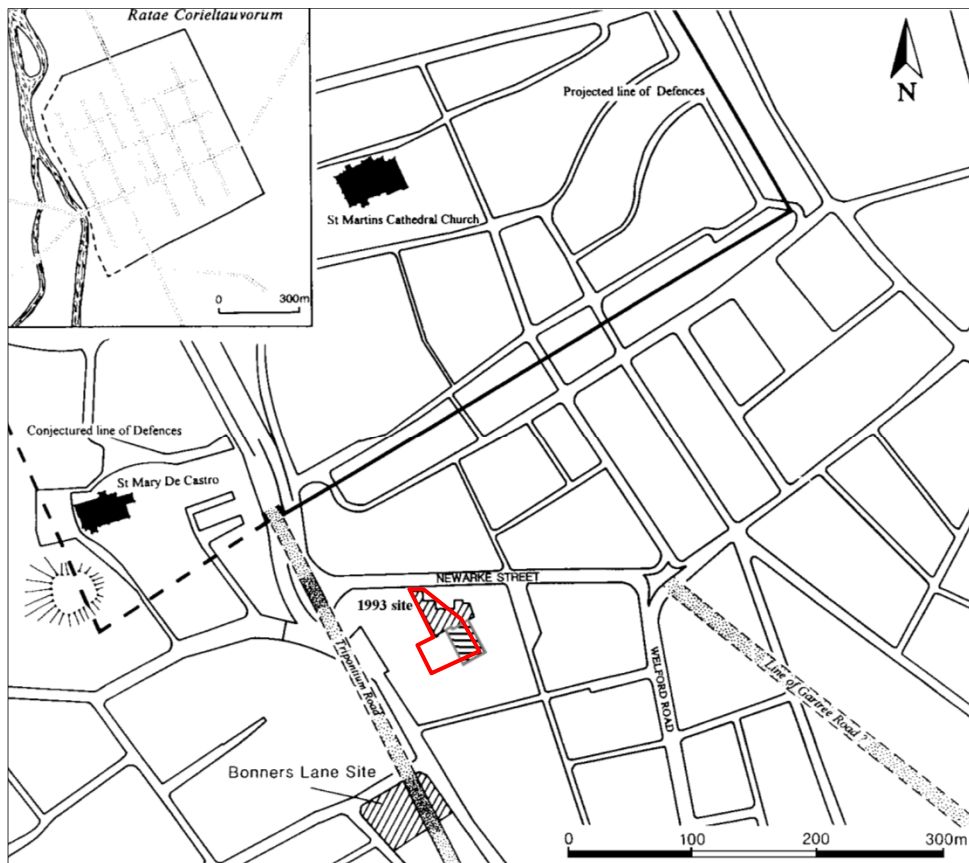 Ratae Corieltauvorum
0 300m
Projected line of Defences
N
St Martins Cathedral Church
Conjectured line of Defences
St Mary De Castro
NEWARKE STREET
1993 site
Tripontium Road
WELFORD ROAD
Line of Gartree Road ?
Bonners Lane Site
0 100 200 300m